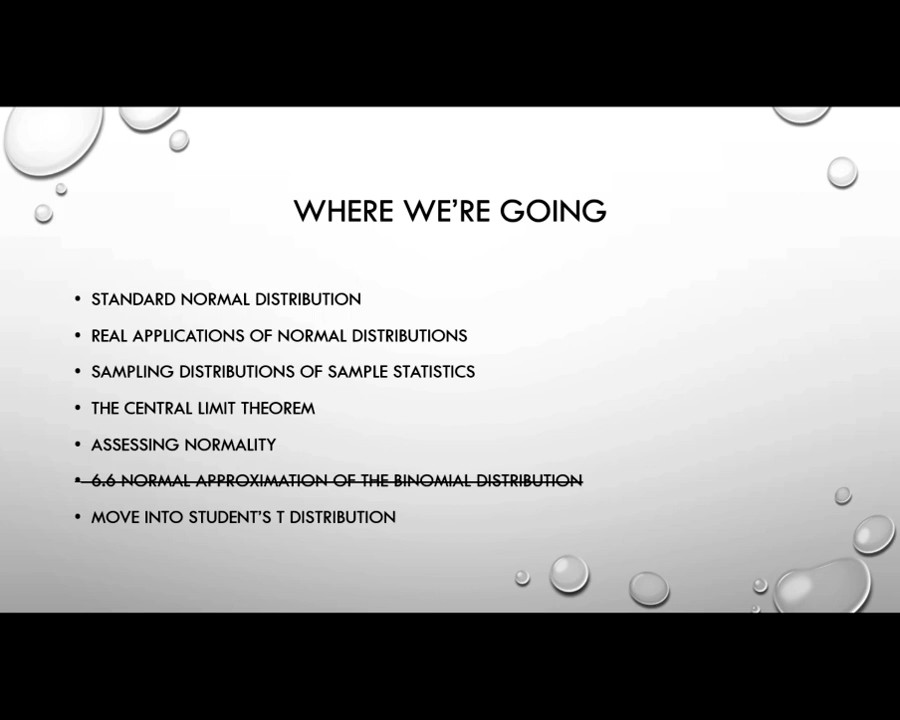 WHERE WE'RE GOING
• STANDARD NORMAL DISTRIBUTION
• REAL APPLICATIONS OF NORMAL DISTRIBUTIONS
• SAMPLING DISTRIBUTIONS OF SAMPLE STATISTICS
• THE CENTRAL LIMIT THEOREM
• ASSESSING NORMALITY
• 6.6 NORMAL APPROXIMATION OF THE BINOMIAL DISTRIBUTION
• MOVE INTO STUDENT'S T DISTRIBUTION